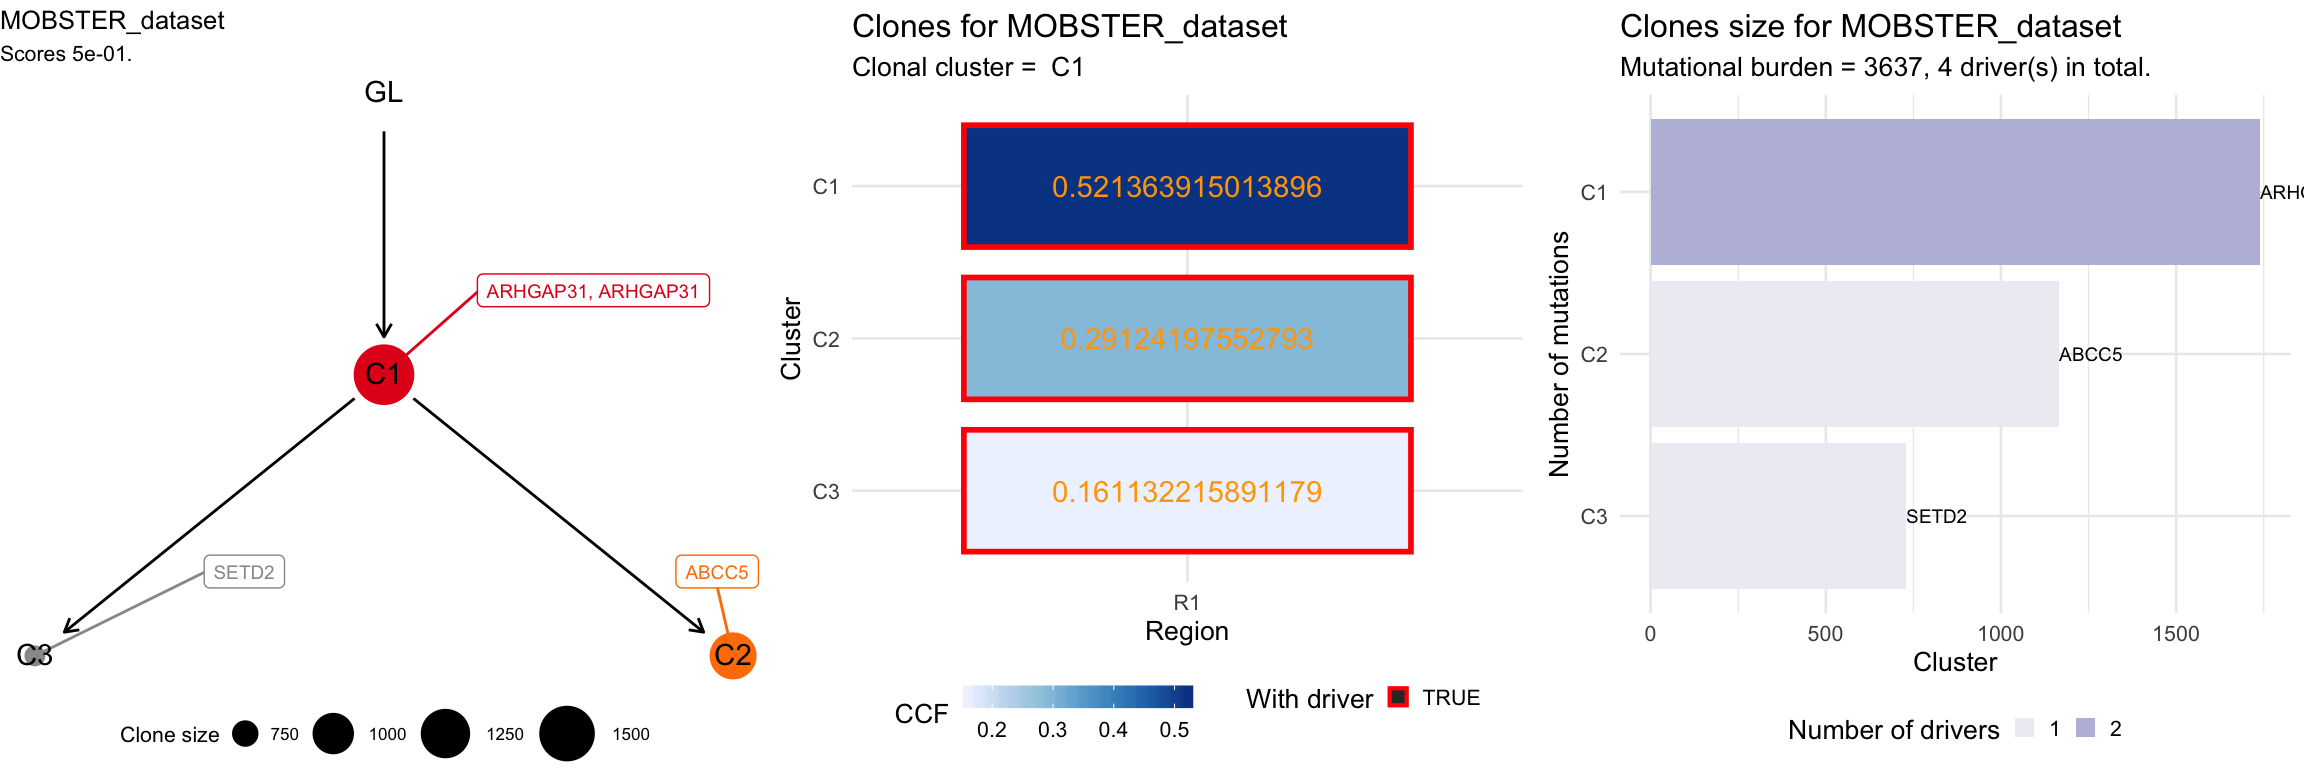 MOBSTER_dataset
Scores 5e-01.
GL
ARHGAP31, ARHGAP31
C1
SETD2
ABCC5
C3
C2
Clone size 750 1000 1250 1500
Clones for MOBSTER_dataset
Clonal cluster = C1
Cluster
C1
0.521363915013896
C2
0.29124197552793
C3
0.161132215891179
R1
Region
CCF
0.2 0.3 0.4 0.5
With driver TRUE
Clones size for MOBSTER_dataset
Mutational burden = 3637, 4 driver(s) in total.
Number of mutations
C1
C2
ABCC5
C3
SETD2
0 500 1000 1500
Cluster
Number of drivers 1 2